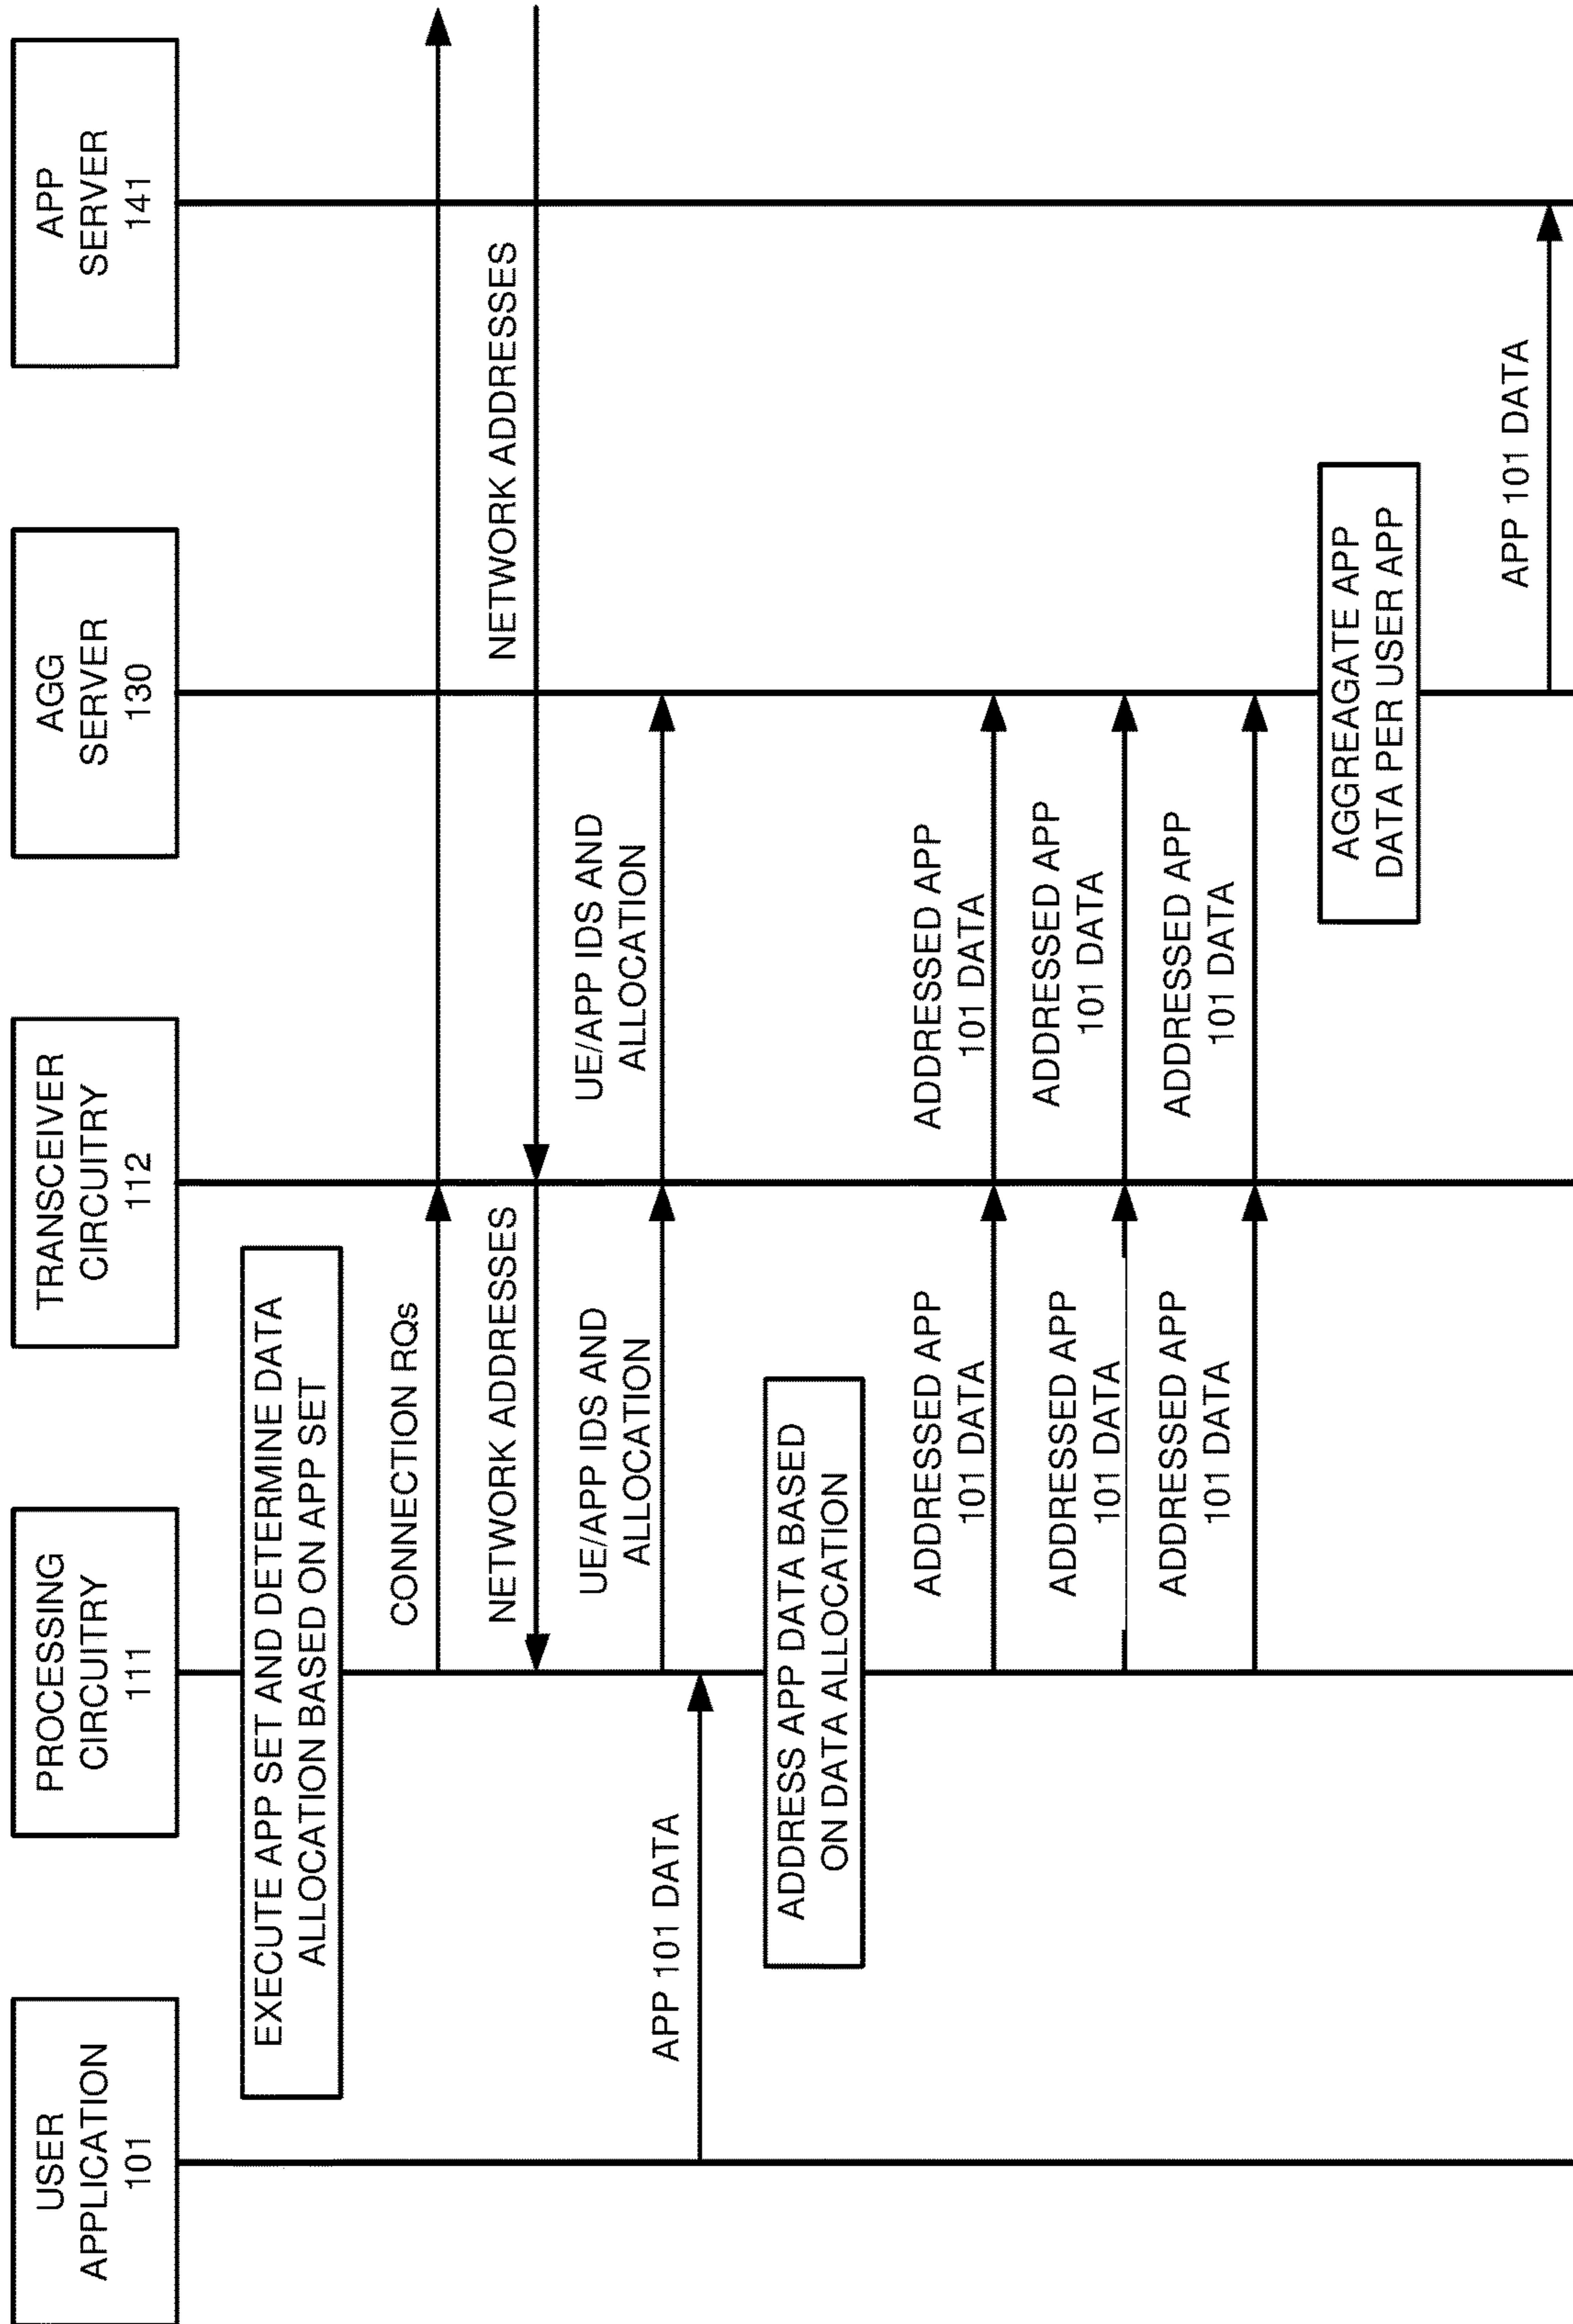 USER
APPLICATION
101
PROCESSING
CIRCUITRY
111
TRANSCEIVER
CIRCUITRY
112
AGG
SERVER
130
APP
SERVER
141
EXECUTE APP SET AND DETERMINE DATA
ALLOCATION BASED ON APP SET
CONNECTION RQs
NETWORK ADDRESSES
NETWORK ADDRESSES
UE/APP IDS AND
ALLOCATION
UE/APP IDS AND
ALLOCATION
APP 101 DATA
ADDRESS APP DATA BASED
ON DATA ALLOCATION
ADDRESSED APP
101 DATA
ADDRESSED APP
101 DATA
ADDRESSED APP
101 DATA
ADDRESSED APP
101 DATA
ADDRESSED APP
101 DATA
ADDRESSED APP
101 DATA
AGGREAGATE APP
DATA PER USER APP
APP 101 DATA